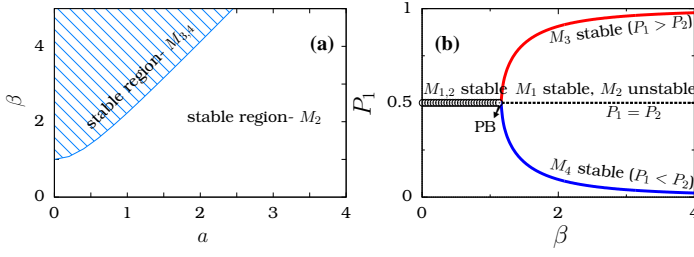 4
2
0
β
0
1
2
3
4
a
stable region- M₃,₄
stable region- M₂
(a)
1
0.5
0
P₁
0
2
4
β
(b)
M₃ stable (P₁ > P₂)
M₁,₂ stable
M₁ stable, M₂ unstable
P₁ = P₂
PB
M₄ stable (P₁ < P₂)